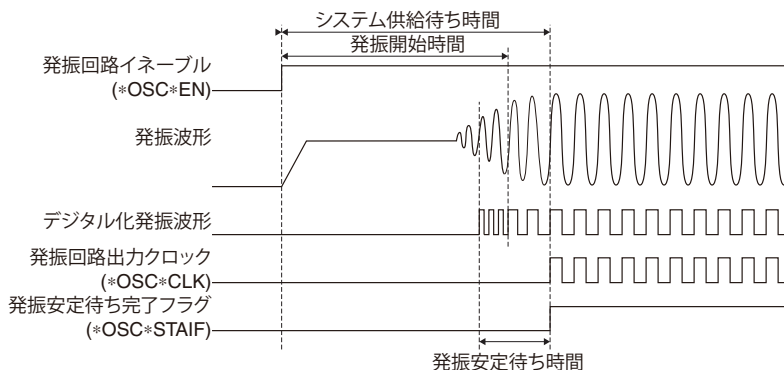 システム供給待ち時間
発振開始時間
発振回路イネーブル
(*OSC*EN)
発振波形
デジタル化発振波形
発振回路出力クロック
(*OSC*CLK)
発振安定待ち完了フラグ
(*OSC*STAIF)
発振安定待ち時間